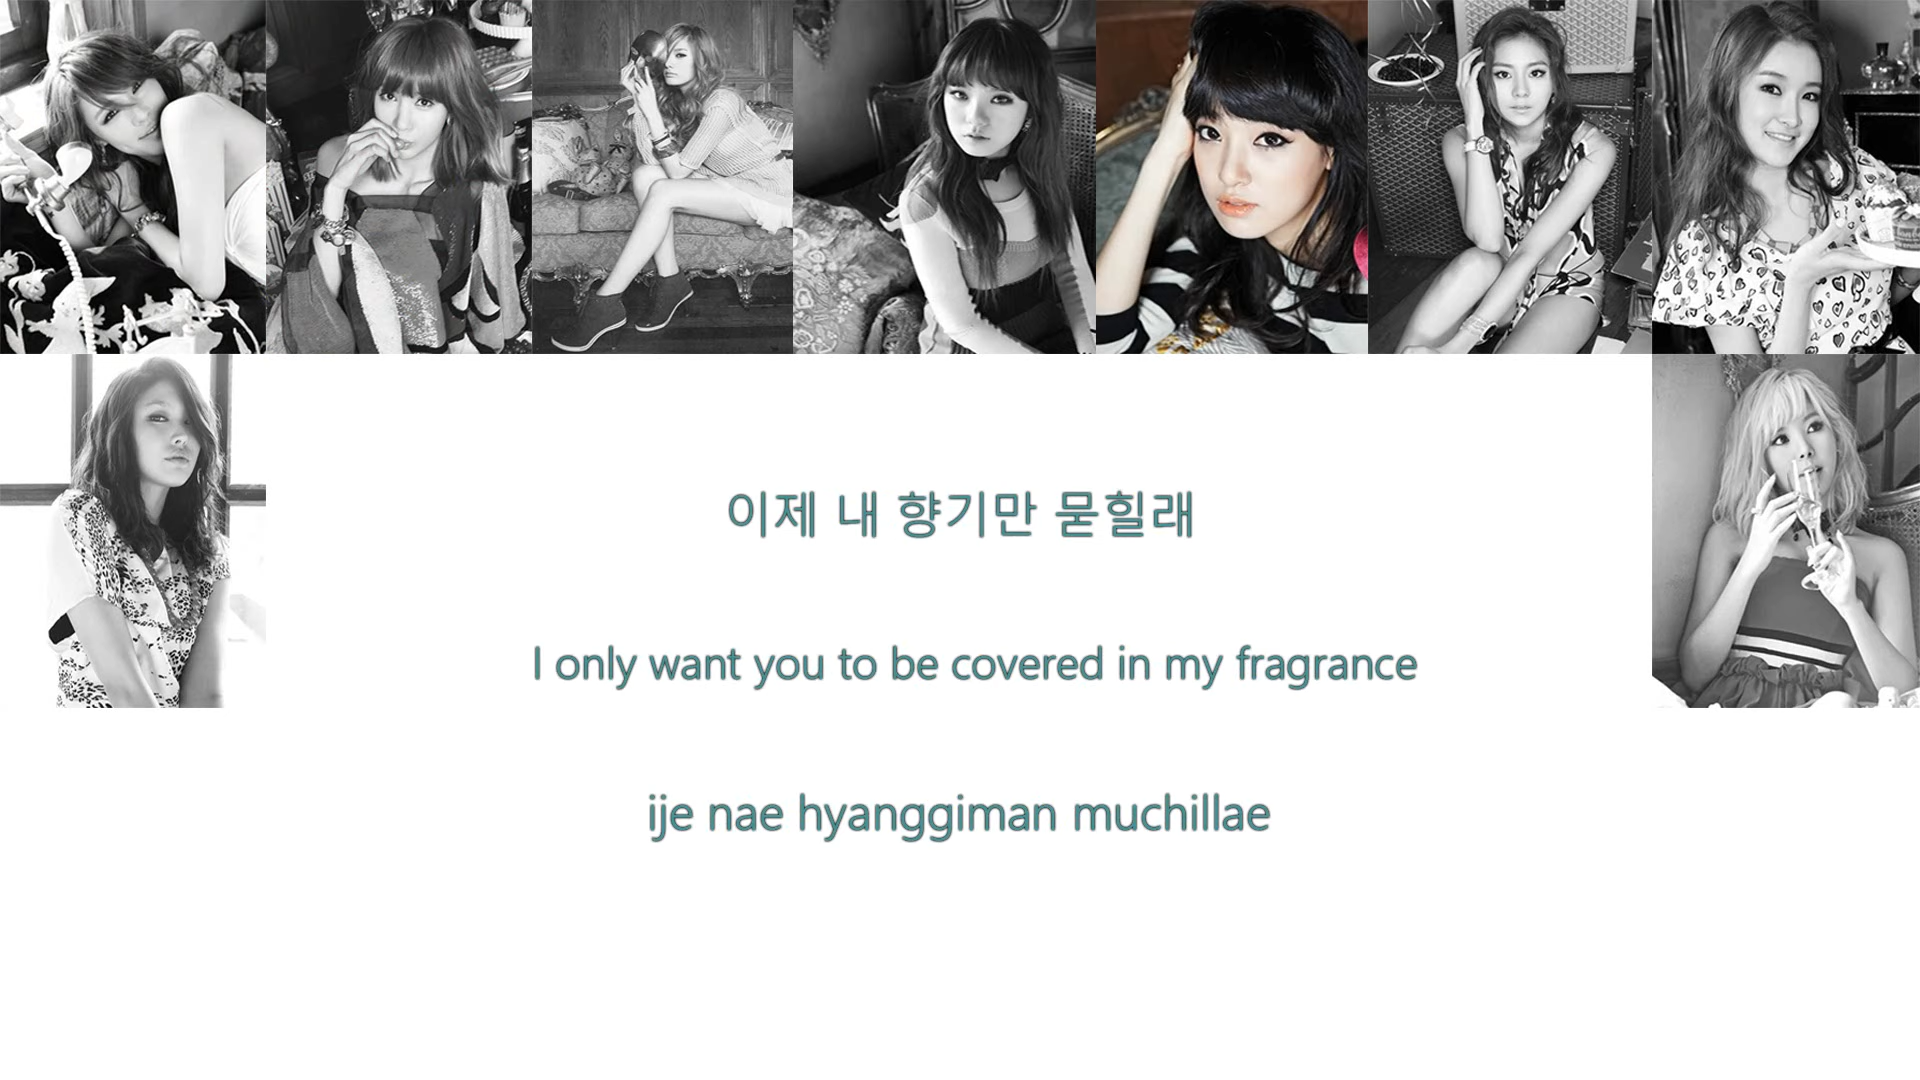 이제 내 향기만 묻힐래
I only want you to be covered in my fragrance
ije nae hyanggiman muchillae